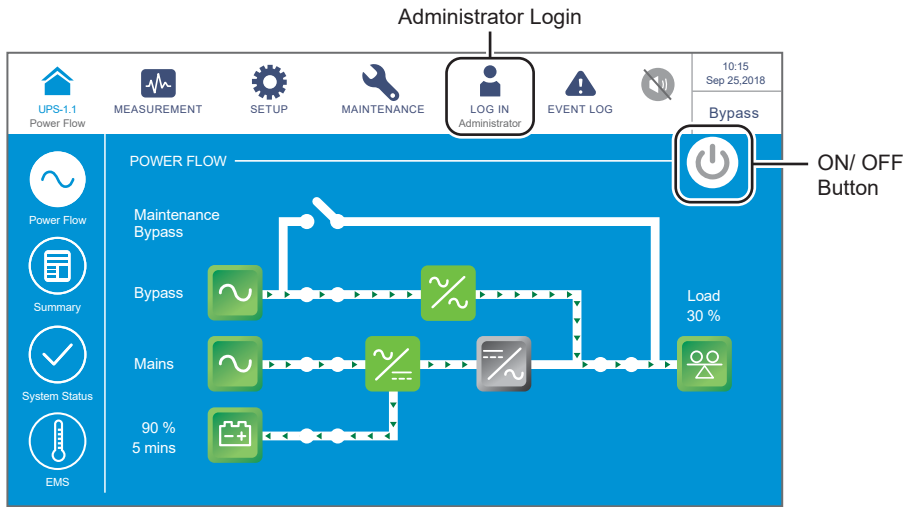 Administrator Login
UPS-1.1
Power Flow
MEASUREMENT
SETUP
MAINTENANCE
LOG IN
Administrator
EVENT LOG
10:15
Sep 25,2018
Bypass
ON/ OFF
Button
POWER FLOW
Power Flow
Maintenance
Bypass
Summary
Bypass
Load
30 %
System Status
Mains
90 %
5 mins
EMS